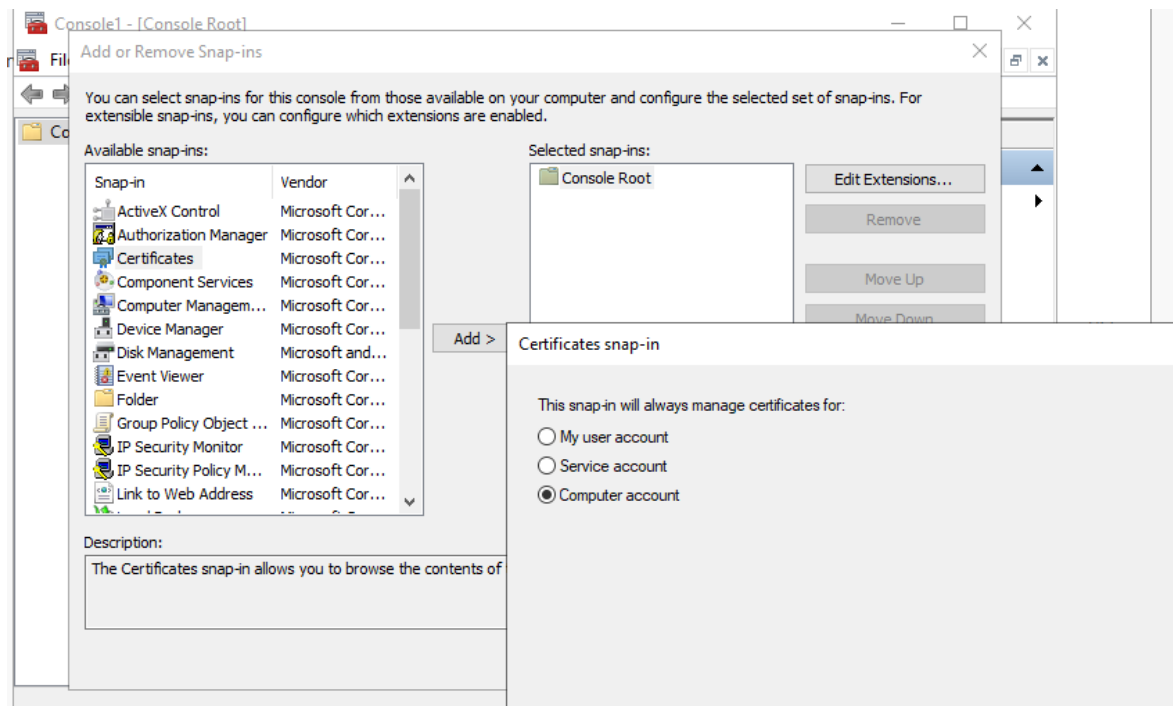 Console1 - [Console Root]
Add or Remove Snap-ins
Fil
You can select snap-ins for this console from those available on your computer and configure the selected set of snap-ins. For
extensible snap-ins, you can configure which extensions are enabled.
Co
Available snap-ins:
Selected snap-ins:
Snap-in Vendor
Console Root
Edit Extensions...
ActiveX Control Microsoft Cor...
Remove
Authorization Manager Microsoft Cor...
Certificates Microsoft Cor...
Component Services Microsoft Cor...
Move Up
Computer Managem... Microsoft Cor...
Device Manager Microsoft Cor...
Move Down
Add >
Disk Management Microsoft and...
Event Viewer Microsoft Cor...
Folder Microsoft Cor...
Group Policy Object ... Microsoft Cor...
IP Security Monitor Microsoft Cor...
IP Security Policy M... Microsoft Cor...
Link to Web Address Microsoft Cor...
Description:
The Certificates snap-in allows you to browse the contents of
Certificates snap-in
This snap-in will always manage certificates for:
My user account
Service account
Computer account